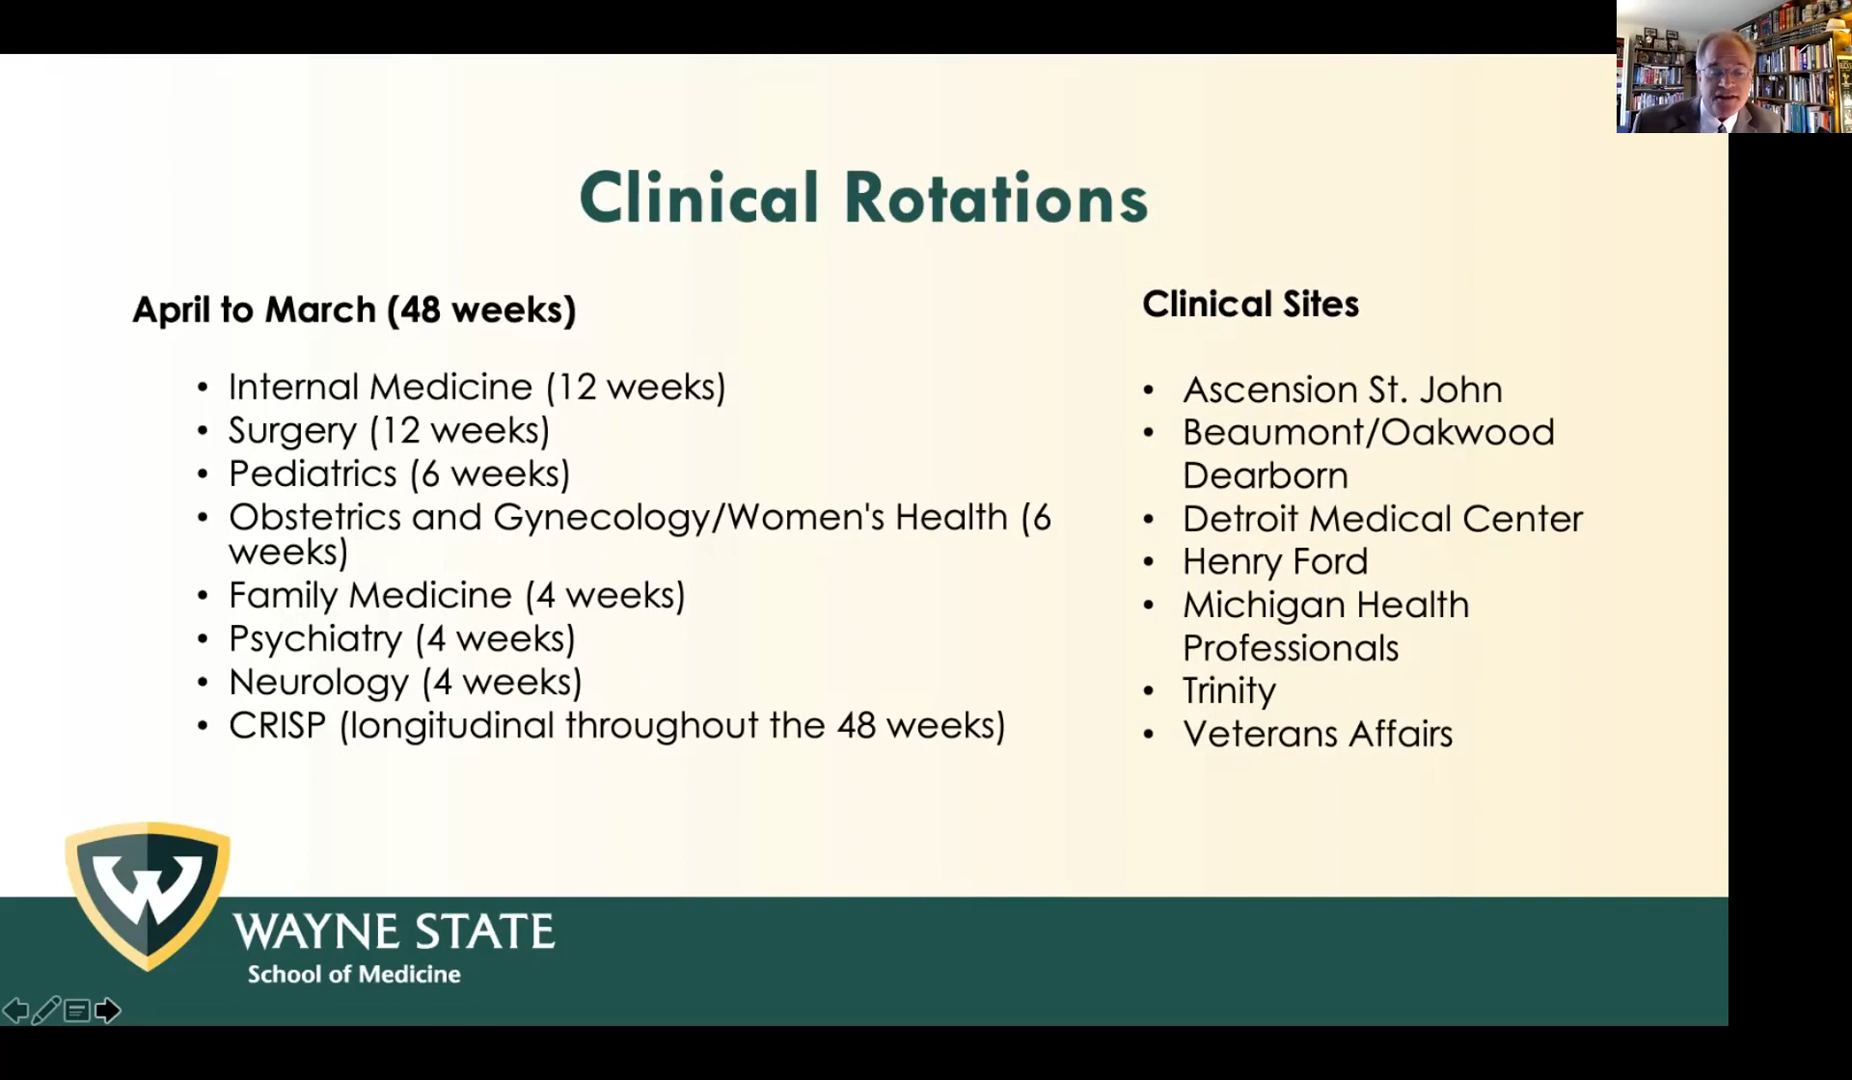 Clinical Rotations
April to March (48 weeks)
• Internal Medicine (12 weeks)
• Surgery (12 weeks)
• Pediatrics (6 weeks)
• Obstetrics and Gynecology/Women's Health (6
weeks)
• Family Medicine (4 weeks)
• Psychiatry (4 weeks)
• Neurology (4 weeks)
• CRISP (longitudinal throughout the 48 weeks)
Clinical Sites
• Ascension St. John
• Beaumont/Oakwood
Dearborn
• Detroit Medical Center
• Henry Ford
• Michigan Health
Professionals
• Trinity
• Veterans Affairs
W
WAYNE STATE
School of Medicine